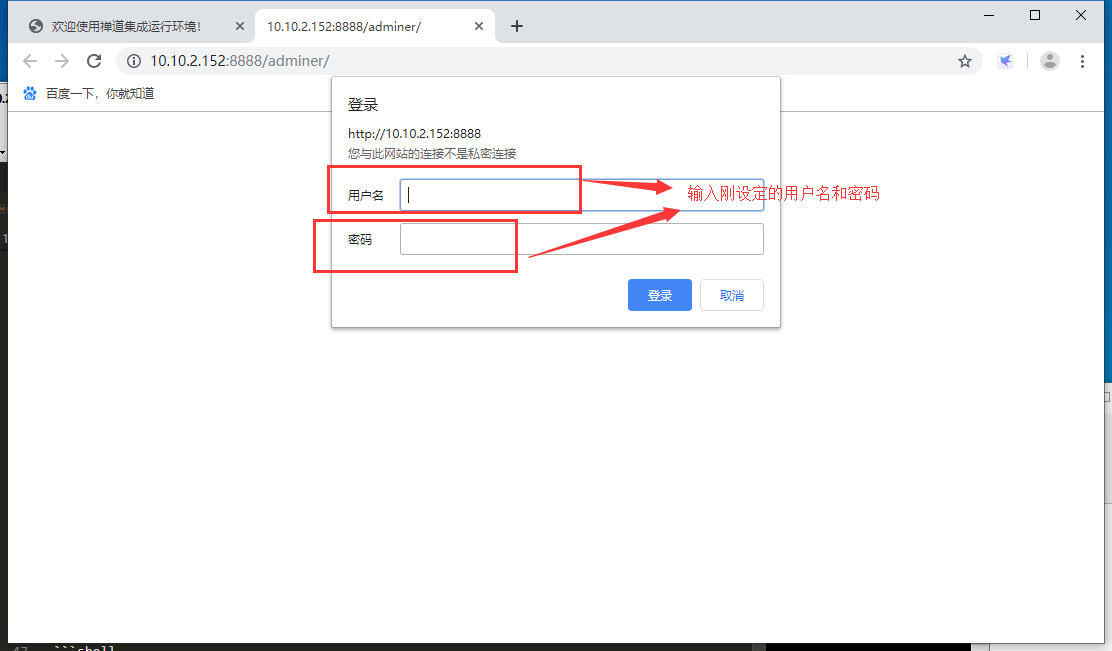 欢迎使用禅道集成运行环境!
10.10.2.152:8888/adminer/
10.10.2.152:8888/adminer/
百度一下，你就知道
登录
http://10.10.2.152:8888
您与此网站的连接不是私密连接
用户名
输入刚设定的用户名和密码
密码
登录
取消
47 ```shell